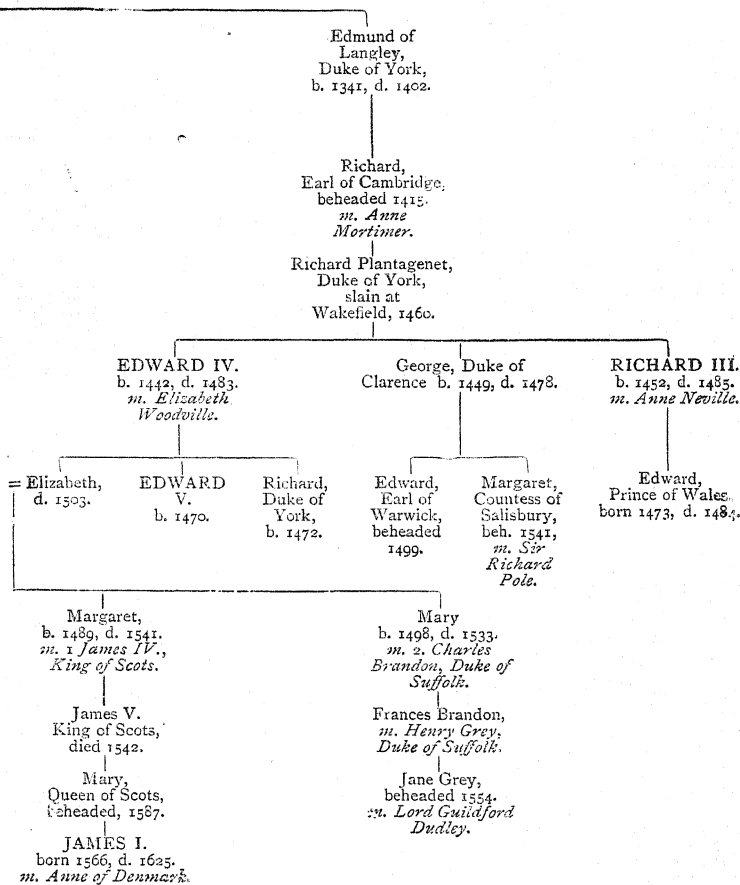 Edmund of
Langley,
Duke of York,
b. 1341, d. 1402.
Richard,
Earl of Cambridge,
beheaded 1415.
m. Anne
Mortimer.
Richard Plantagenet,
Duke of York,
slain at
Wakefield, 1460.
EDWARD IV.
b. 1442, d. 1483.
m. Elizabeth
Woodville.
George, Duke of
Clarence b. 1449, d. 1478.
RICHARD III.
b. 1452, d. 1485.
m. Anne Neville.
= Elizabeth,
d. 1503.
EDWARD
V.
b. 1470.
Richard,
Duke of
York,
b. 1472.
Edward,
Earl of
Warwick,
beheaded
1499.
Margaret,
Countess of
Salisbury,
beh. 1541,
m. Sir
Richard
Pole.
Edward,
Prince of Wales,
born 1473, d. 1484.
Margaret,
b. 1489, d. 1541.
m. 1 James IV.,
King of Scots.
Mary
b. 1498, d. 1533.
m. 2. Charles
Brandon, Duke of
Suffolk.
James V.
King of Scots,
died 1542.
Frances Brandon,
m. Henry Grey,
Duke of Suffolk.
Mary,
Queen of Scots,
beheaded, 1587.
Jane Grey,
beheaded 1554.
m. Lord Guildford
Dudley.
JAMES I.
born 1566, d. 1625.
m. Anne of Denmark.